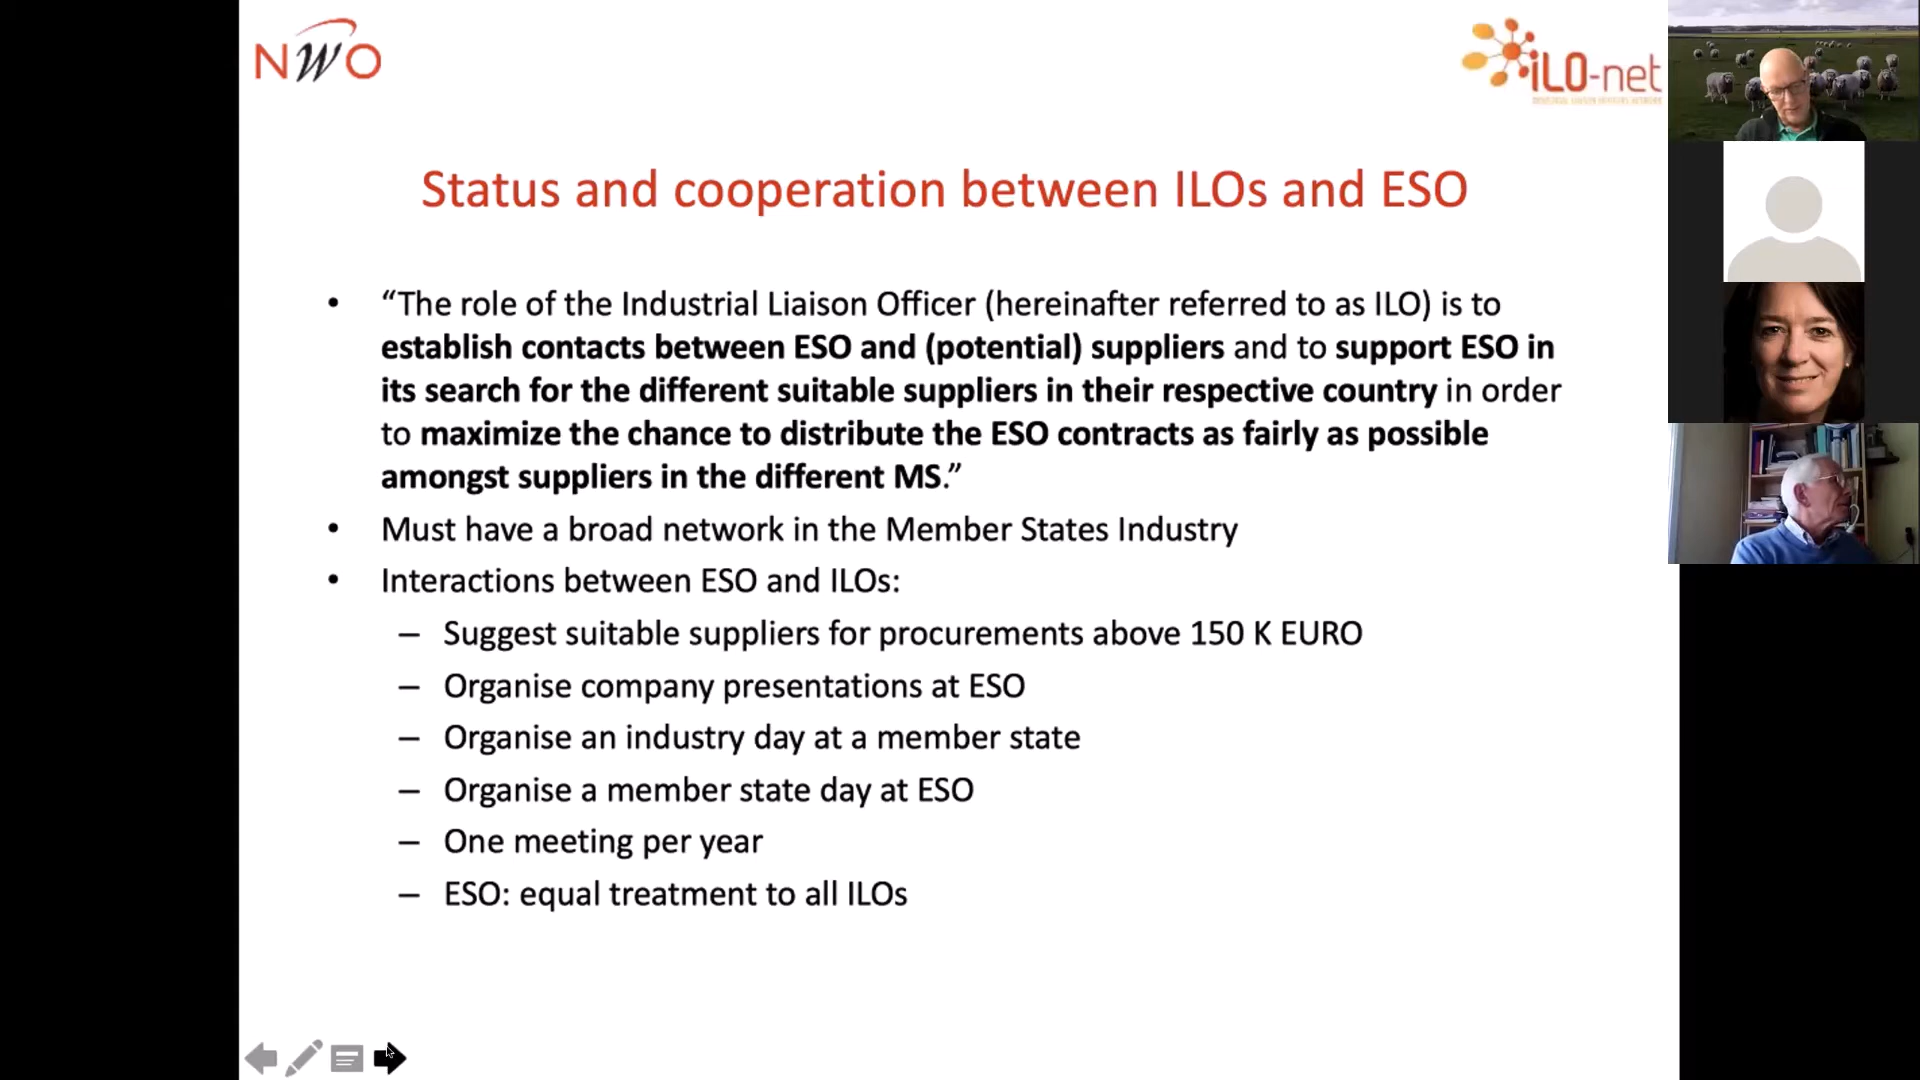 NWO
iLO-net
Status and cooperation between ILOs and ESO
• “The role of the Industrial Liaison Officer (hereinafter referred to as ILO) is to
establish contacts between ESO and (potential) suppliers and to support ESO in
its search for the different suitable suppliers in their respective country in order
to maximize the chance to distribute the ESO contracts as fairly as possible
amongst suppliers in the different MS.”
• Must have a broad network in the Member States Industry
• Interactions between ESO and ILOs:
– Suggest suitable suppliers for procurements above 150 K EURO
– Organise company presentations at ESO
– Organise an industry day at a member state
– Organise a member state day at ESO
– One meeting per year
– ESO: equal treatment to all ILOs